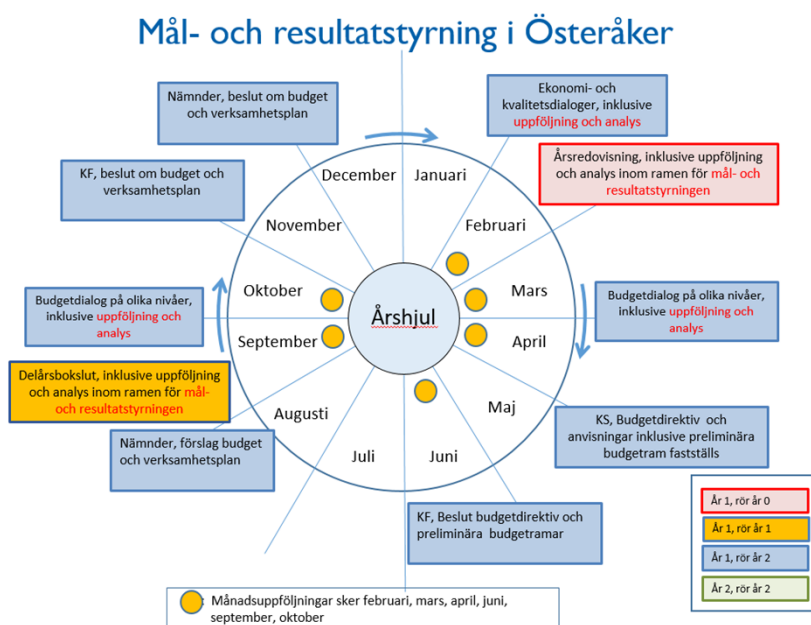 Mål- och resultatstyrning i Österåker
Nämnder, beslut om budget
och verksamhetsplan
Ekonomi- och
kvalitetsdialoger, inklusive
uppföljning och analys
KF, beslut om budget och
verksamhetsplan
Årsredovisning, inklusive uppföljning
och analys inom ramen för mål- och
resultatstyrningen
December
Januari
November
Februari
Oktober
Mars
Årshjul
September
April
Augusti
Maj
Juli
Juni
Budgetdialog på olika nivåer,
inklusive uppföljning och
analys
Budgetdialog på olika nivåer,
inklusive uppföljning och
analys
Delårsbokslut, inklusive uppföljning
och analys inom ramen för mål-
och resultatstyrningen
Nämnder, förslag budget
och verksamhetsplan
KS, Budgetdirektiv och
anvisningar inklusive preliminära
budgetram fastställs
KF, Beslut budgetdirektiv och
preliminära budgetramar
År 1, rör år 0
År 1, rör år 1
År 1, rör år 2
År 2, rör år 2
: Månadsuppföljningar sker februari, mars, april, juni,
september, oktober